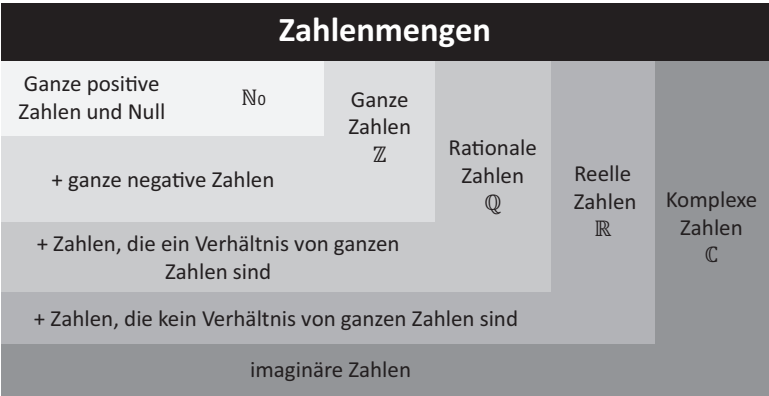 Zahlenmengen
Ganze positive
Zahlen und Null
ℕ₀
Ganze
Zahlen
ℤ
+ ganze negative Zahlen
Rationale
Zahlen
ℚ
+ Zahlen, die ein Verhältnis von ganzen
Zahlen sind
Reelle
Zahlen
ℝ
+ Zahlen, die kein Verhältnis von ganzen Zahlen sind
Komplexe
Zahlen
ℂ
imaginäre Zahlen